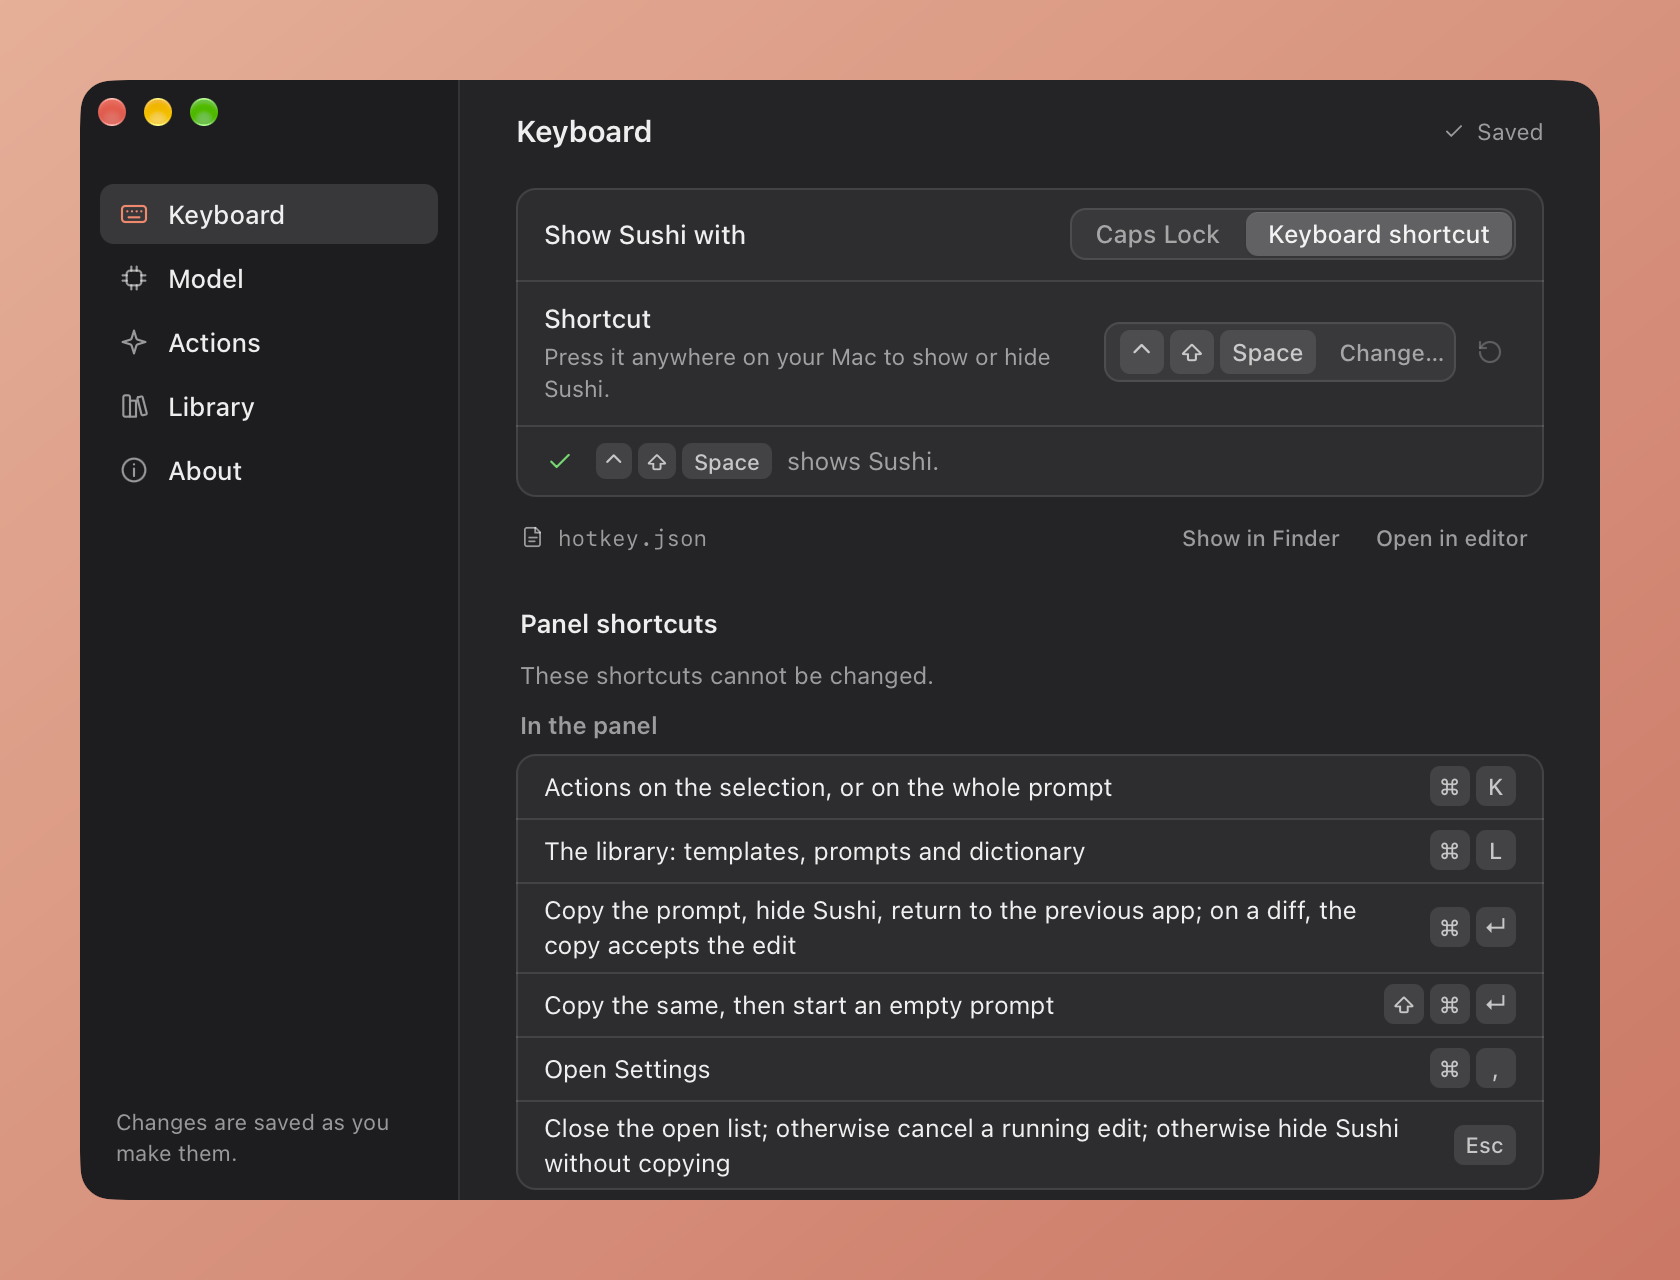 Keyboard
Model
Actions
Library
About
Changes are saved as you
make them.
Keyboard
Saved
Show Sushi with
Caps Lock
Keyboard shortcut
Shortcut
Press it anywhere on your Mac to show or hide
Sushi.
⌃ ⇧ Space Change...
⌃ ⇧ Space shows Sushi.
hotkey.json
Show in Finder
Open in editor
Panel shortcuts
These shortcuts cannot be changed.
In the panel
Actions on the selection, or on the whole prompt
⌘ K
The library: templates, prompts and dictionary
⌘ L
Copy the prompt, hide Sushi, return to the previous app; on a diff, the
copy accepts the edit
⌘ ↵
Copy the same, then start an empty prompt
⇧ ⌘ ↵
Open Settings
⌘ ,
Close the open list; otherwise cancel a running edit; otherwise hide Sushi
without copying
Esc